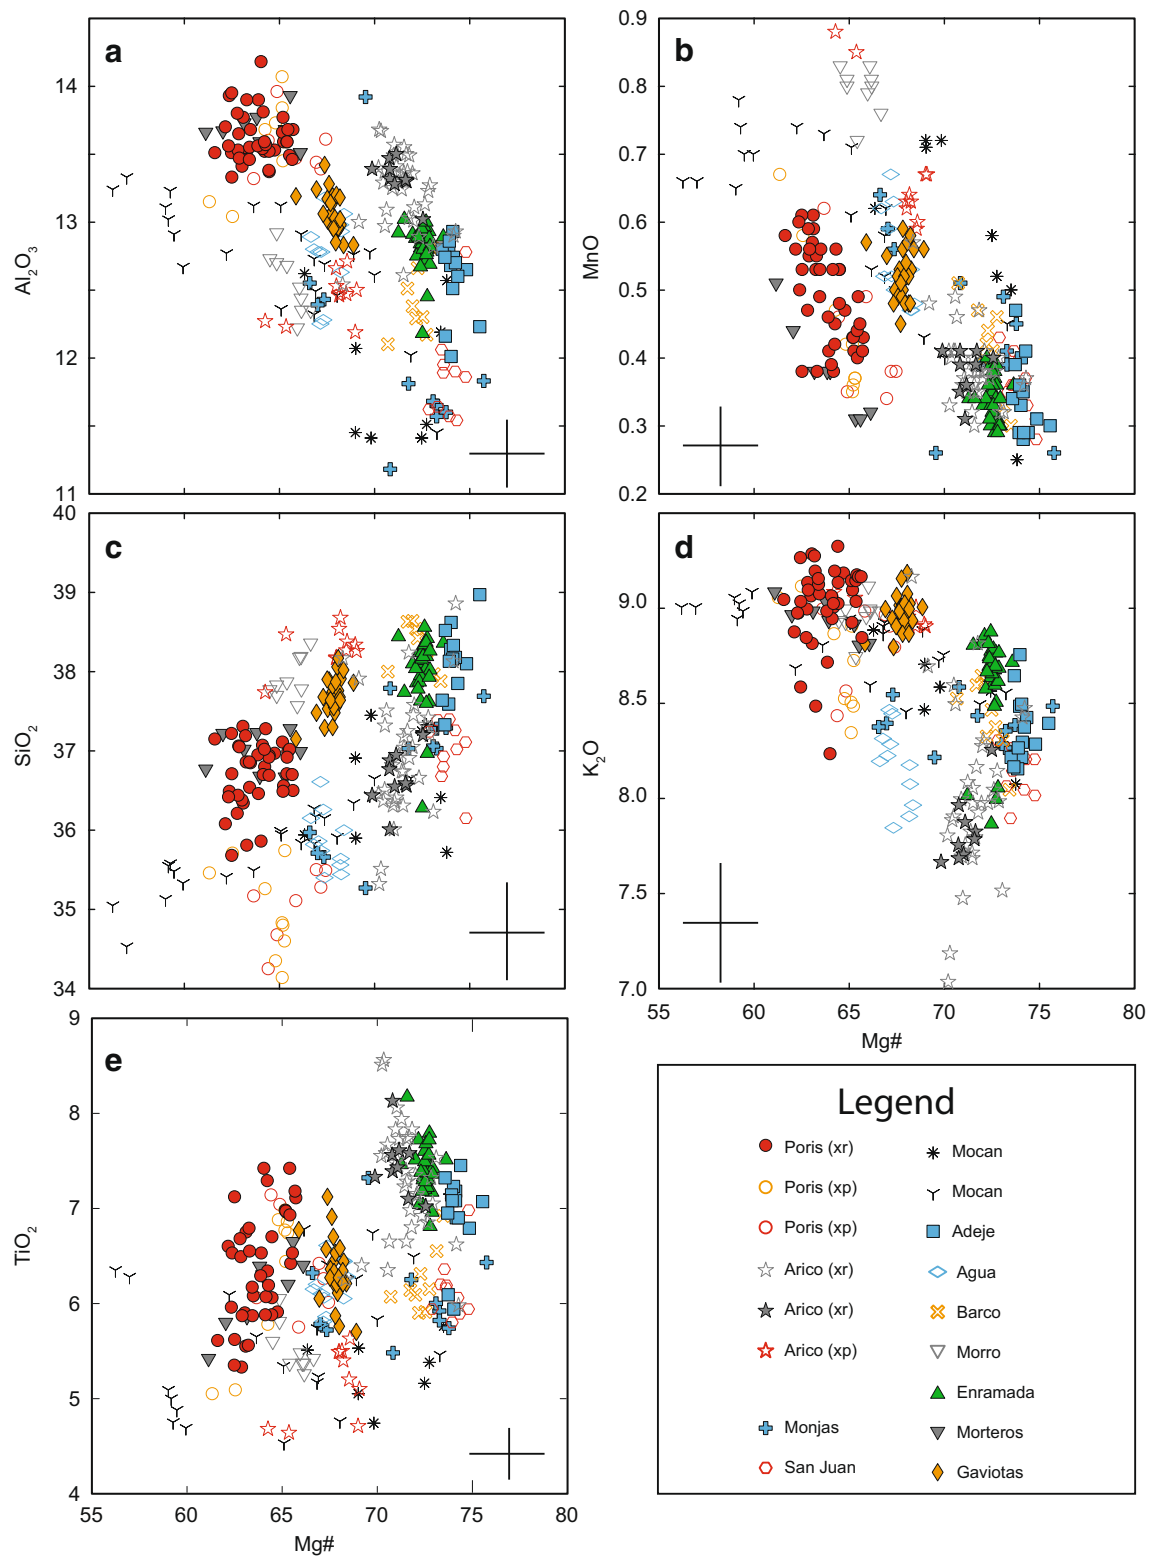 a
14
13
12
11
Al2O3
b
0.9
0.8
0.7
0.6
0.5
0.4
0.3
0.2
MnO
c
40
39
38
37
36
35
34
SiO2
d
9.0
8.5
8.0
7.5
7.0
K2O
55 60 65 70 75 80
Mg#
e
9
8
7
6
5
4
TiO2
55 60 65 70 75 80
Mg#
Legend
Poris (xr)
Poris (xp)
Poris (xp)
Arico (xr)
Arico (xr)
Arico (xp)
Monjas
San Juan
Mocan
Mocan
Adeje
Agua
Barco
Morro
Enramada
Morteros
Gaviotas